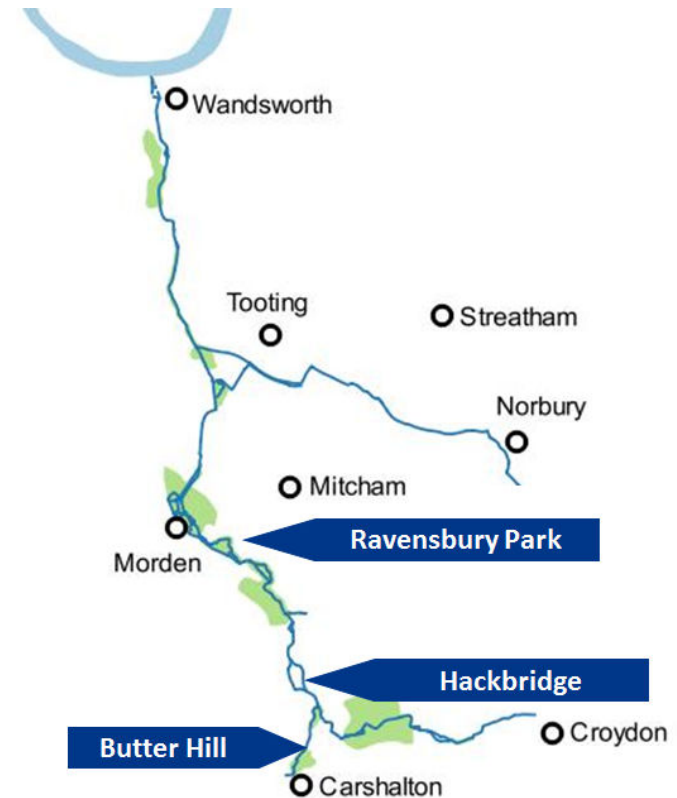 Wandsworth
Tooting
Streatham
Norbury
Mitcham
Ravensbury Park
Morden
Hackbridge
Butter Hill
Croydon
Carshalton